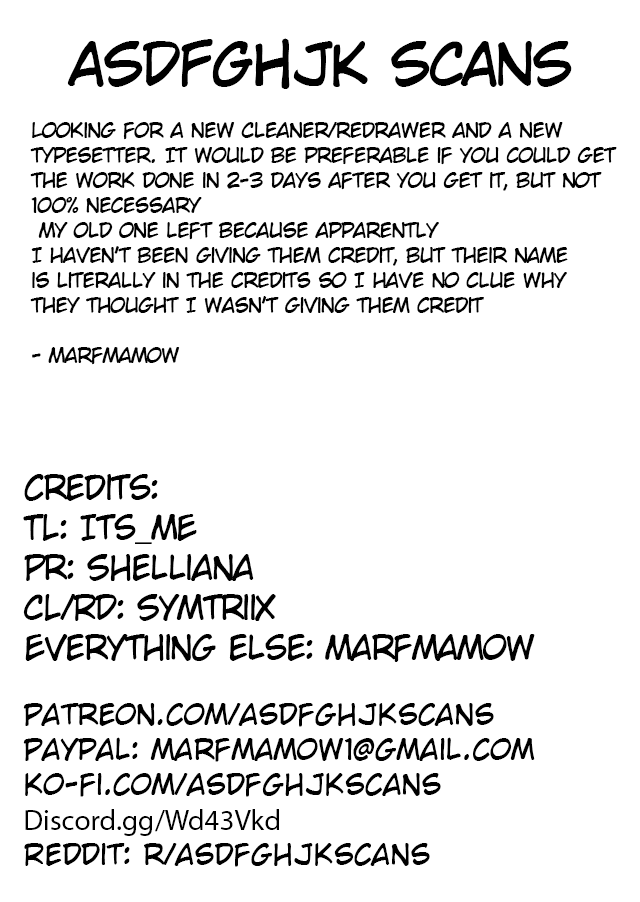 ASDFGHJK SCANS
LOOKING FOR A NEW CLEANER/REDRAWER AND A NEW
TYPESETTER. IT WOULD BE PREFERABLE IF YOU COULD GET
THE WORK DONE IN 2-3 DAYS AFTER YOU GET IT, BUT NOT
100% NECESSARY
MY OLD ONE LEFT BECAUSE APPARENTLY
I HAVEN'T BEEN GIVING THEM CREDIT, BUT THEIR NAME
IS LITERALLY IN THE CREDITS SO I HAVE NO CLUE WHY
THEY THOUGHT I WASN'T GIVING THEM CREDIT
- MARFMAMOW
CREDITS:
TL: ITS_ME
PR: SHELLIANA
CL/RD: SYMTRIIX
EVERYTHING ELSE: MARFMAMOW
PATREON.COM/ASDFGHJKSCANS
PAYPAL: MARFMAMOW1@GMAIL.COM
KO-FI.COM/ASDFGHJKSCANS
Discord.gg/Wd43Vkd
REDDIT: R/ASDFGHJKSCANS